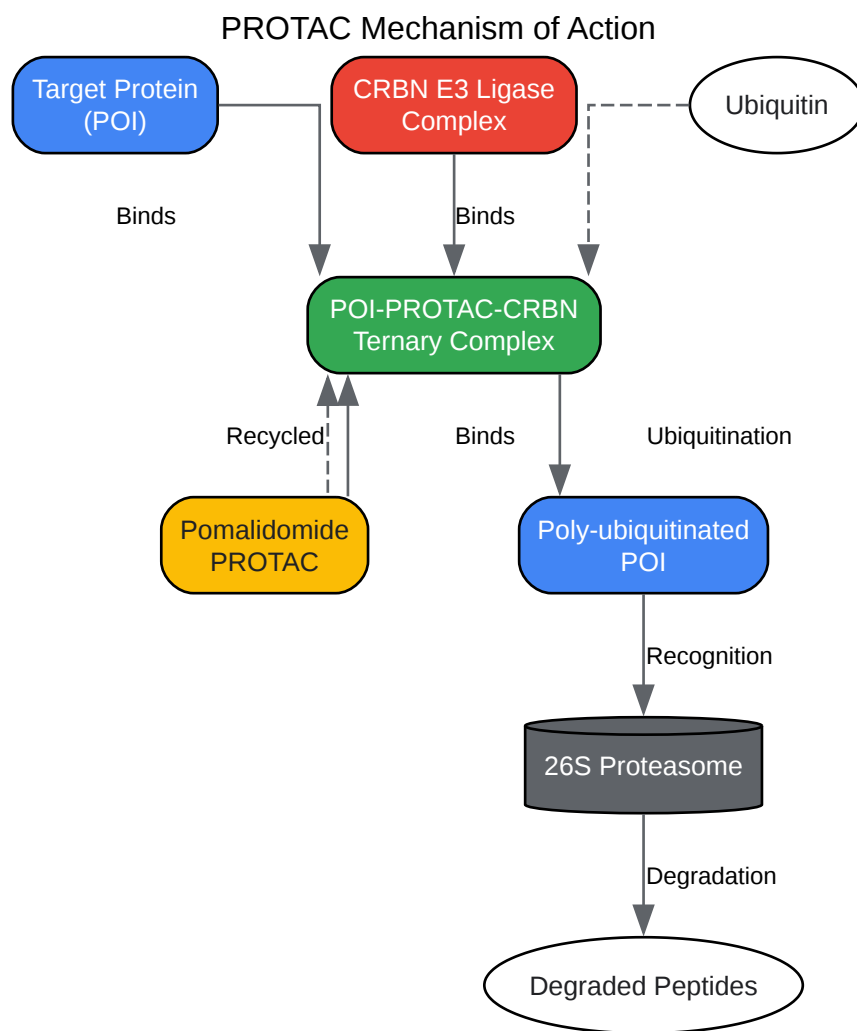 PROTAC Mechanism of Action
Target Protein
(POI)
CRBN E3 Ligase
Complex
Ubiquitin
Binds
Binds
POI-PROTAC-CRBN
Ternary Complex
Recycled
Binds
Ubiquitination
Pomalidomide
PROTAC
Poly-ubiquitinated
POI
Recognition
26S Proteasome
Degradation
Degraded Peptides